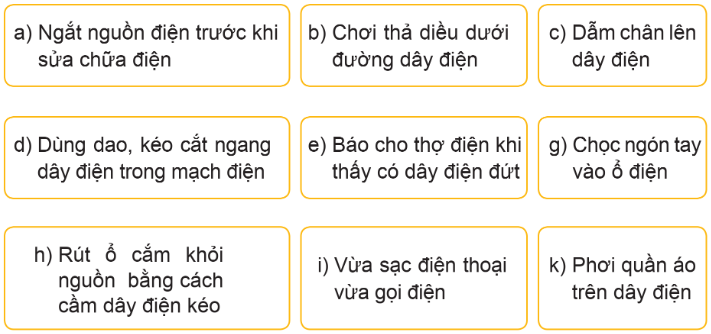 a) Ngắt nguồn điện trước khi
sửa chữa điện
b) Chơi thả diều dưới
đường dây điện
c) Dẫm chân lên
dây điện
d) Dùng dao, kéo cắt ngang
dây điện trong mạch điện
e) Báo cho thợ điện khi
thấy có dây điện đứt
g) Chọc ngón tay
vào ổ điện
h) Rút ổ cắm khỏi
nguồn bằng cách
cầm dây điện kéo
i) Vừa sạc điện thoại
vừa gọi điện
k) Phơi quần áo
trên dây điện